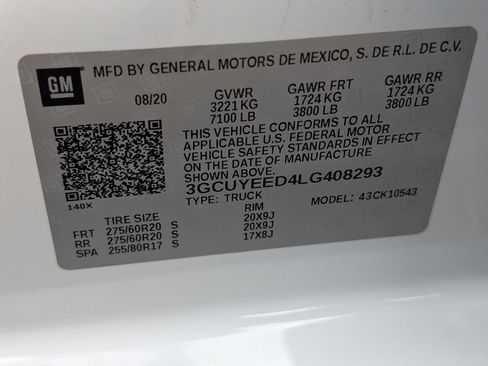 GM
MFD BY GENERAL MOTORS DE MEXICO, S. DE R.L. DE C.V.
08/20 GVWR GAWR FRT GAWR RR
3221 KG 1724 KG 1724 KG
7100 LB 3800 LB 3800 LB
THIS VEHICLE CONFORMS TO ALL
APPLICABLE U.S. FEDERAL MOTOR
VEHICLE SAFETY STANDARDS IN EFFECT
ON THE DATE OF MANUFACTURE SHOWN ABOVE.
3GCUYEED4LG408293
140X TYPE: TRUCK MODEL: 43CK10543
TIRE SIZE RIM
FRT 275/60R20 S 20X9J
RR 275/60R20 S 20X9J
SPA 255/80R17 S 17X8J